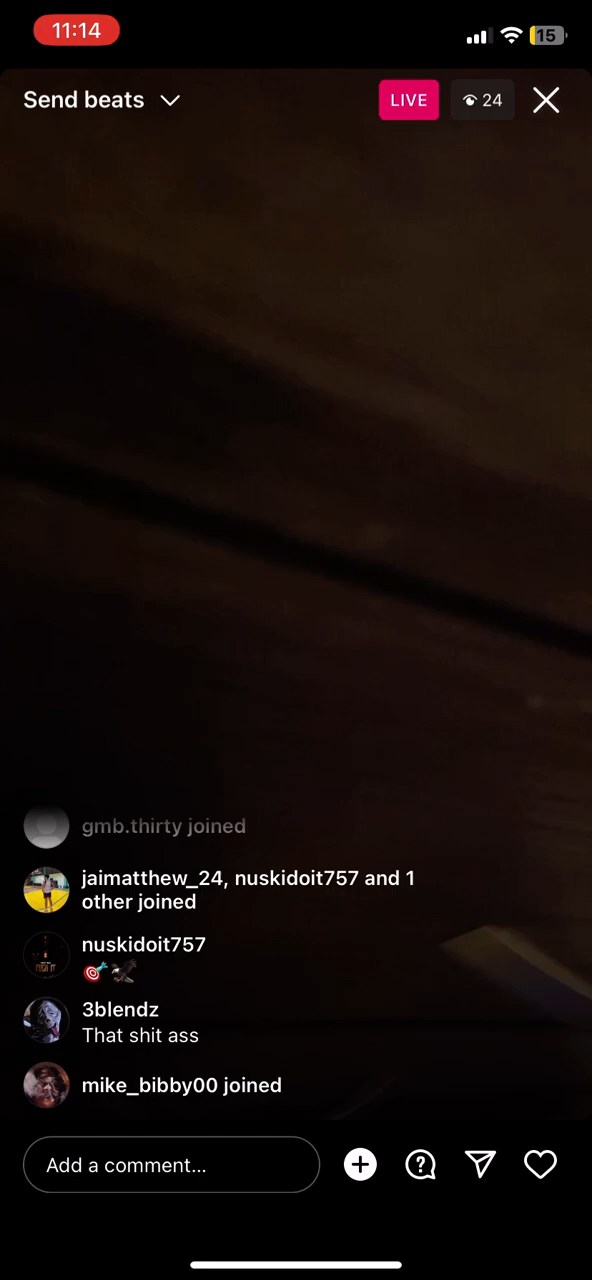 11:14
15
Send beats
LIVE
24
gmb.thirty joined
jaimatthew_24, nuskidoit757 and 1
other joined
nuskidoit757
🎯🦅
3blendz
That shit ass
mike_bibby00 joined
Add a comment...